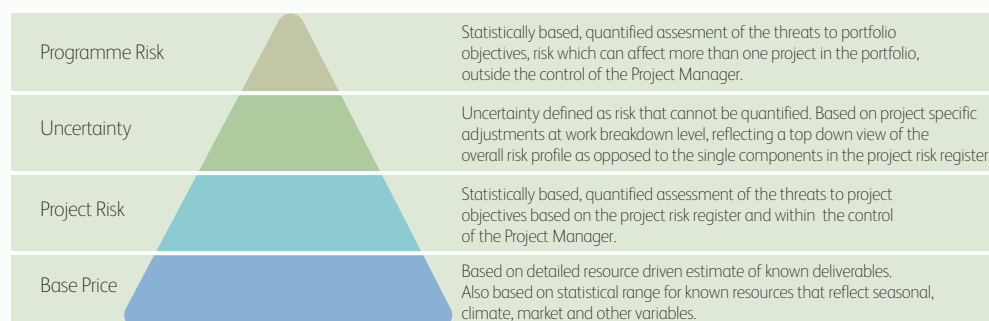 Programme Risk
Statistically based, quantified assesment of the threats to portfolio
objectives, risk which can affect more than one project in the portfolio,
outside the control of the Project Manager.
Uncertainty
Uncertainty defined as risk that cannot be quantified. Based on project specific
adjustments at work breakdown level, reflecting a top down view of the
overall risk profile as opposed to the single components in the project risk register
Project Risk
Statistically based, quantified assessment of the threats to project
objectives based on the project risk register and within the control
of the Project Manager.
Base Price
Based on detailed resource driven estimate of known deliverables.
Also based on statistical range for known resources that reflect seasonal,
climate, market and other variables.